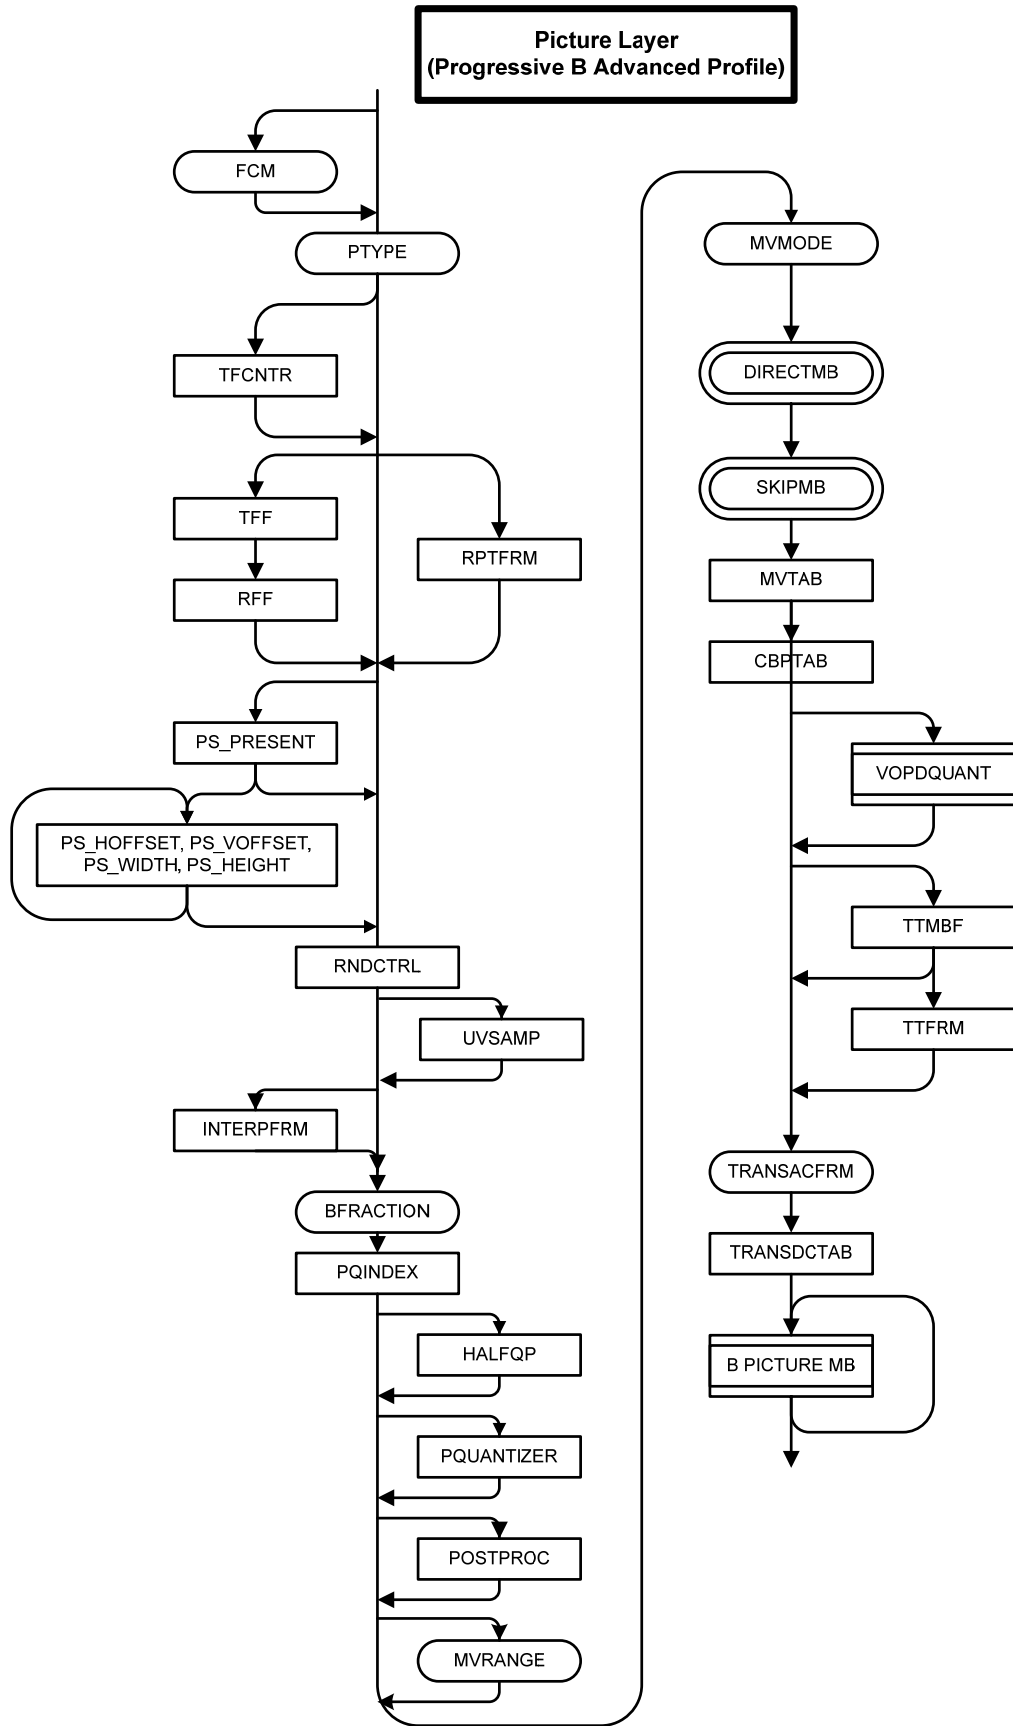 Picture Layer
(Progressive B Advanced Profile)
FCM
PTYPE
TFCNTR
TFF
RPTFRM
RFF
PS_PRESENT
PS_HOFFSET, PS_VOFFSET,
PS_WIDTH, PS_HEIGHT
RNDCTRL
UVSAMP
INTERPFRM
BFRACTION
PQINDEX
HALFQP
PQUANTIZER
POSTPROC
MVRANGE
MVMODE
DIRECTMB
SKIPMB
MVTAB
CBPTAB
VOPDQUANT
TTMBF
TTFRM
TRANSACFRM
TRANSDCTAB
B PICTURE MB